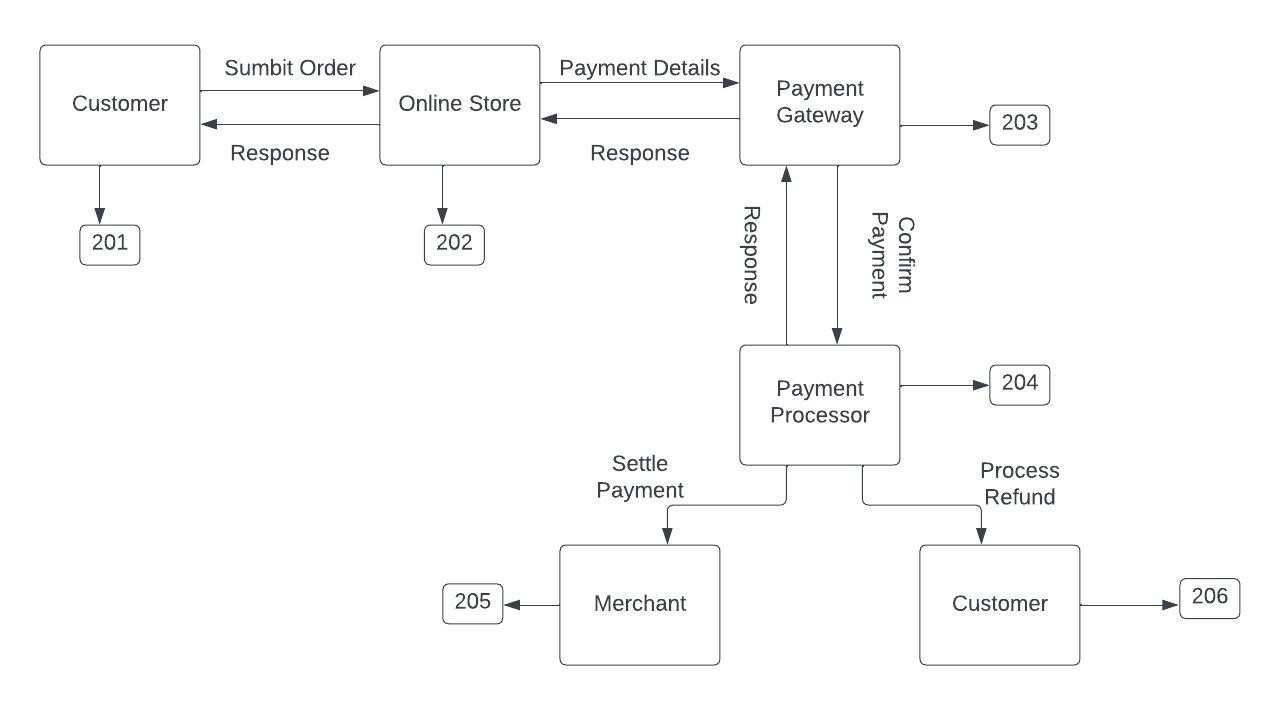 Sumbit Order
Payment Details
Customer
Online Store
Payment
Gateway
203
Response
Response
201
202
Response
Confirm
Payment
Payment
Processor
204
Settle
Payment
Process
Refund
205
Merchant
Customer
206